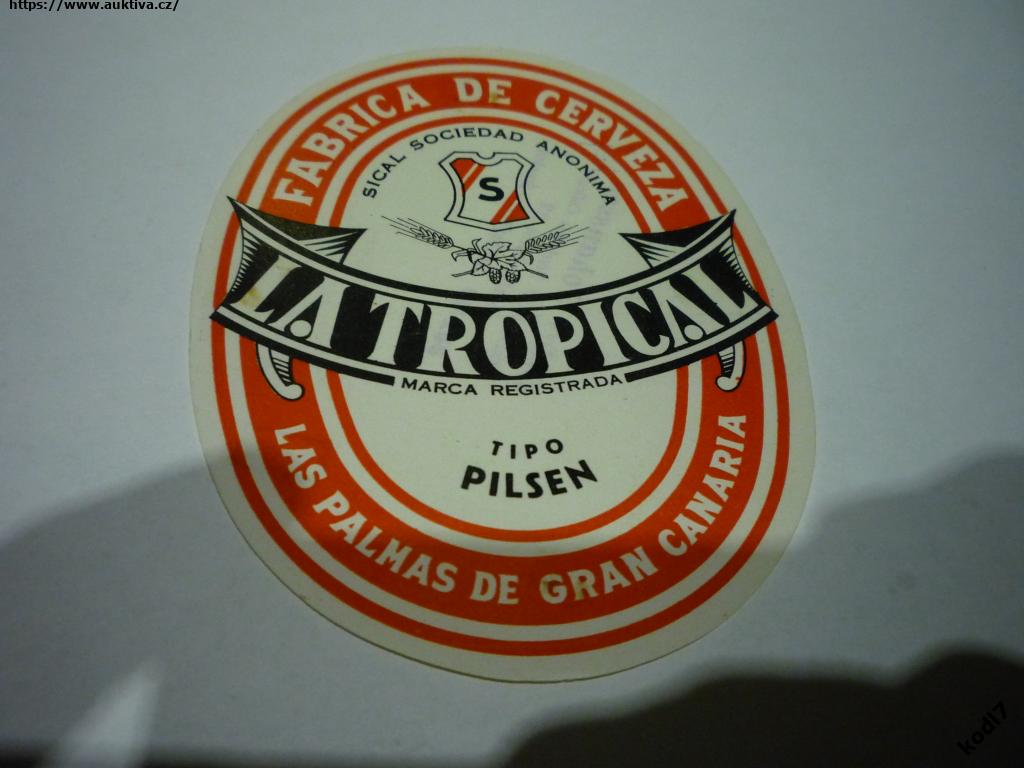 https://www.auktiva.cz/
FABRICA DE CERVEZA
SICAL SOCIEDAD ANONIMA
S
LA TROPICAL
MARCA REGISTRADA
TIPO
PILSEN
LAS PALMAS DE GRAN CANARIA
kodl7